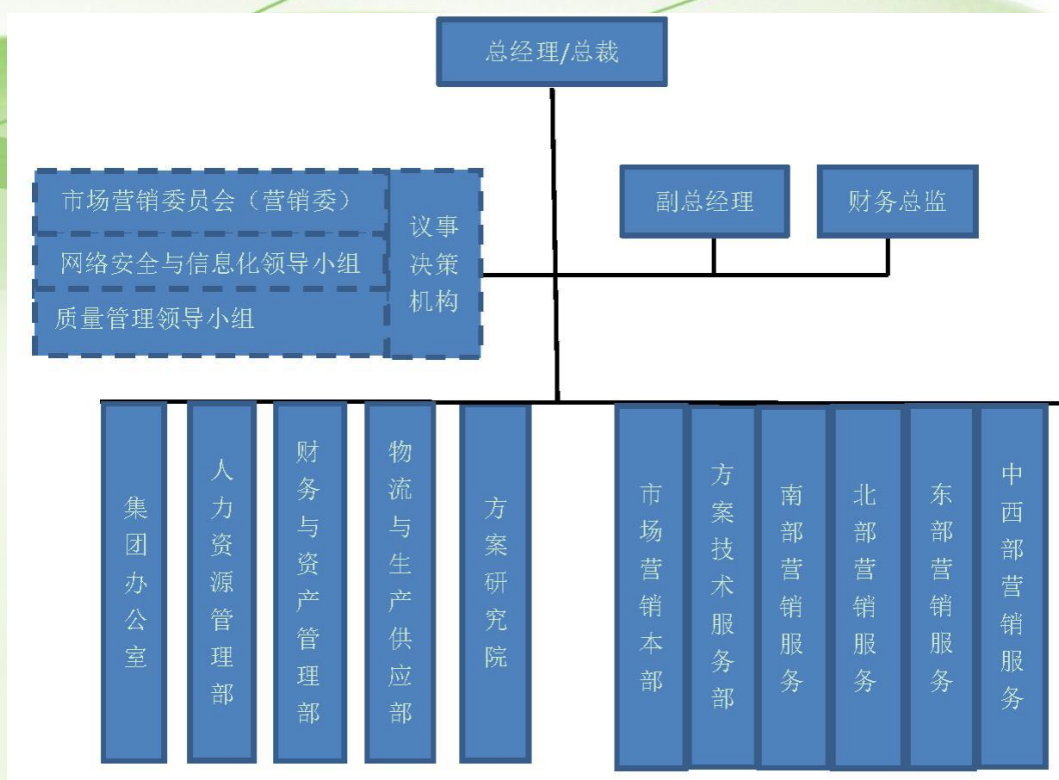 总经理/总裁
市场营销委员会（营销委）
网络安全与信息化领导小组
质量管理领导小组
议事
决策
机构
副总经理
财务总监
集团办公室
人力资源管理部
财务与资产管理部
物流与生产供应部
方案研究院
市场营销本部
方案技术服务部
南部营销服务
北部营销服务
东部营销服务
中西部营销服务